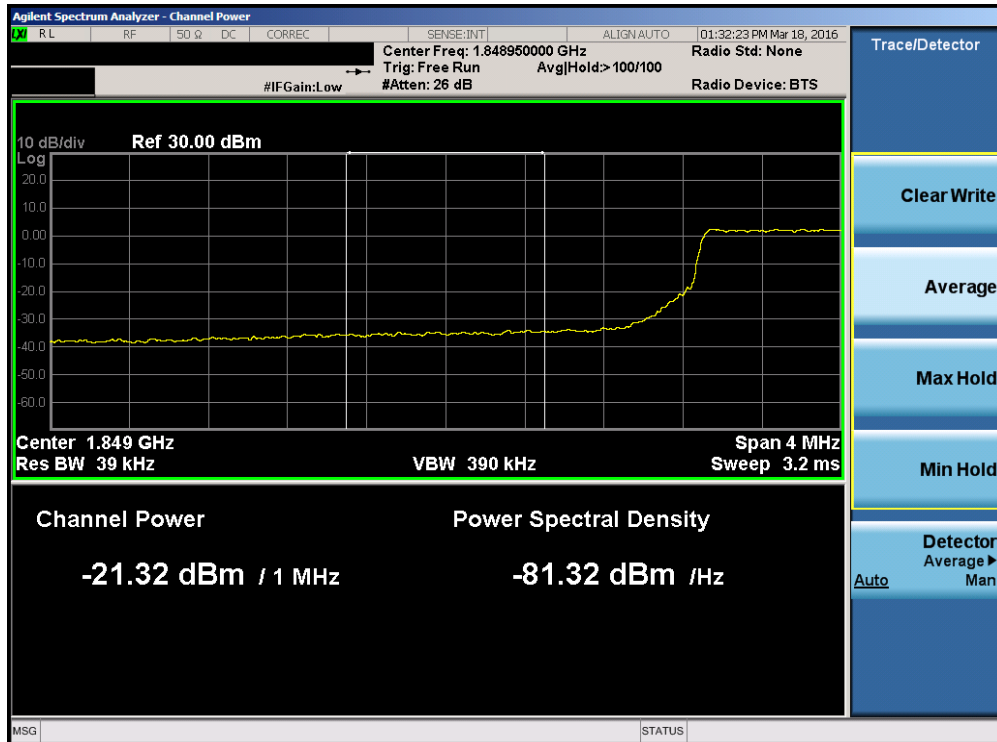 Agilent Spectrum Analyzer - Channel Power
LXI RL RF 50 Ω DC CORREC SENSE:INT ALIGN AUTO 01:32:23 PM Mar 18, 2016
Center Freq: 1.848950000 GHz Radio Std: None
Trig: Free Run Avg|Hold:> 100/100
#IFGain:Low #Atten: 26 dB Radio Device: BTS
Trace/Detector
10 dB/div Ref 30.00 dBm
Log
20.0
10.0
0.00
-10.0
-20.0
-30.0
-40.0
-50.0
-60.0
Center 1.849 GHz Span 4 MHz
Res BW 39 kHz VBW 390 kHz Sweep 3.2 ms
Channel Power Power Spectral Density
-21.32 dBm / 1 MHz -81.32 dBm /Hz
Clear Write
Average
Max Hold
Min Hold
Detector
Average▶
Auto Man
MSG STATUS